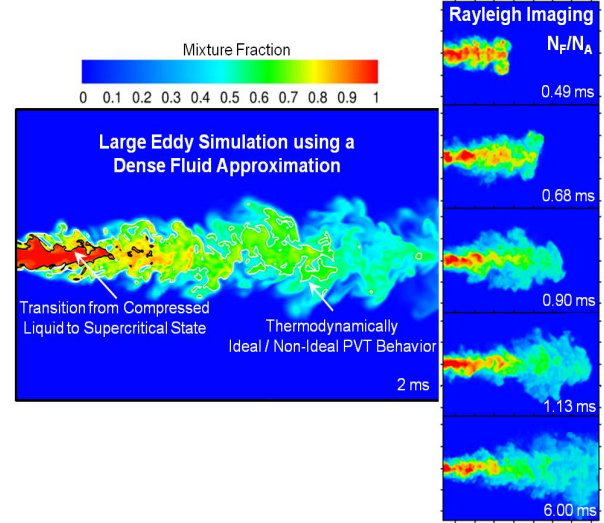 Mixture Fraction
0 0.1 0.2 0.3 0.4 0.5 0.6 0.7 0.8 0.9 1
Large Eddy Simulation using a
Dense Fluid Approximation
Transition from Compressed
Liquid to Supercritical State
Thermodynamically
Ideal / Non-Ideal PVT Behavior
2 ms
Rayleigh Imaging
N_F/N_A
0.49 ms
0.68 ms
0.90 ms
1.13 ms
6.00 ms